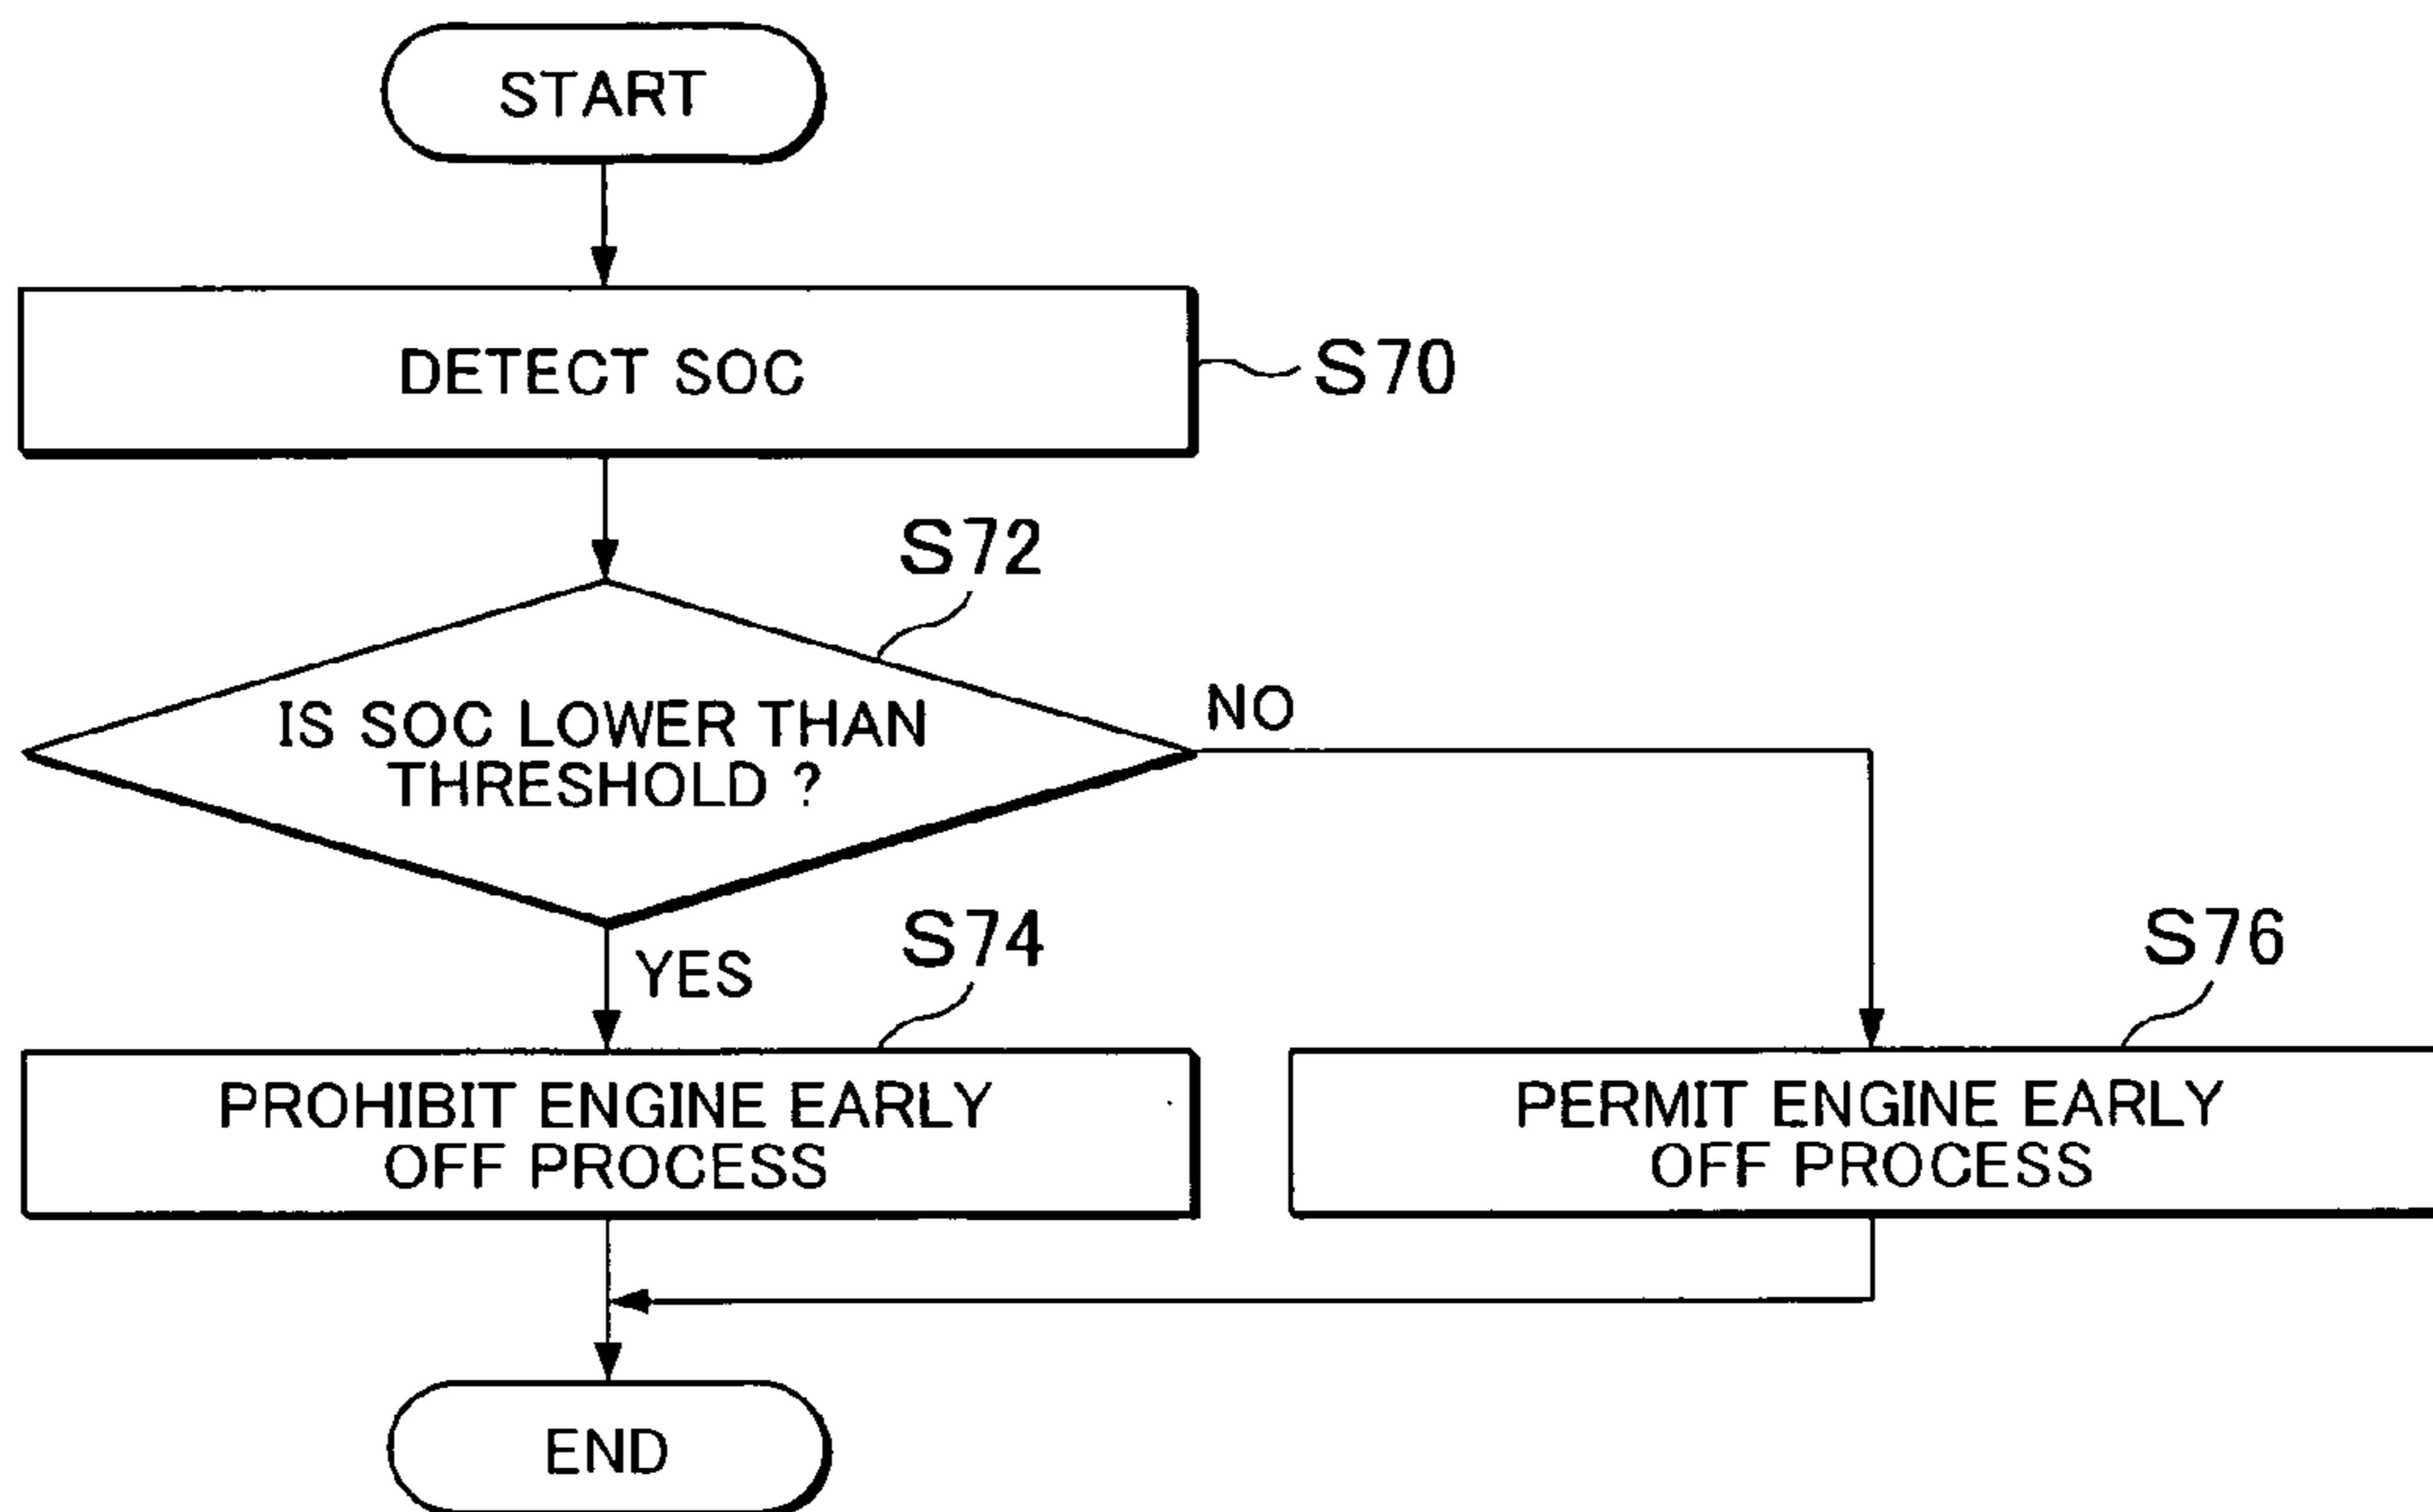 START
DETECT SOC
S70
S72
IS SOC LOWER THAN
THRESHOLD ?
NO
YES
S74
S76
PROHIBIT ENGINE EARLY
OFF PROCESS
PERMIT ENGINE EARLY
OFF PROCESS
END